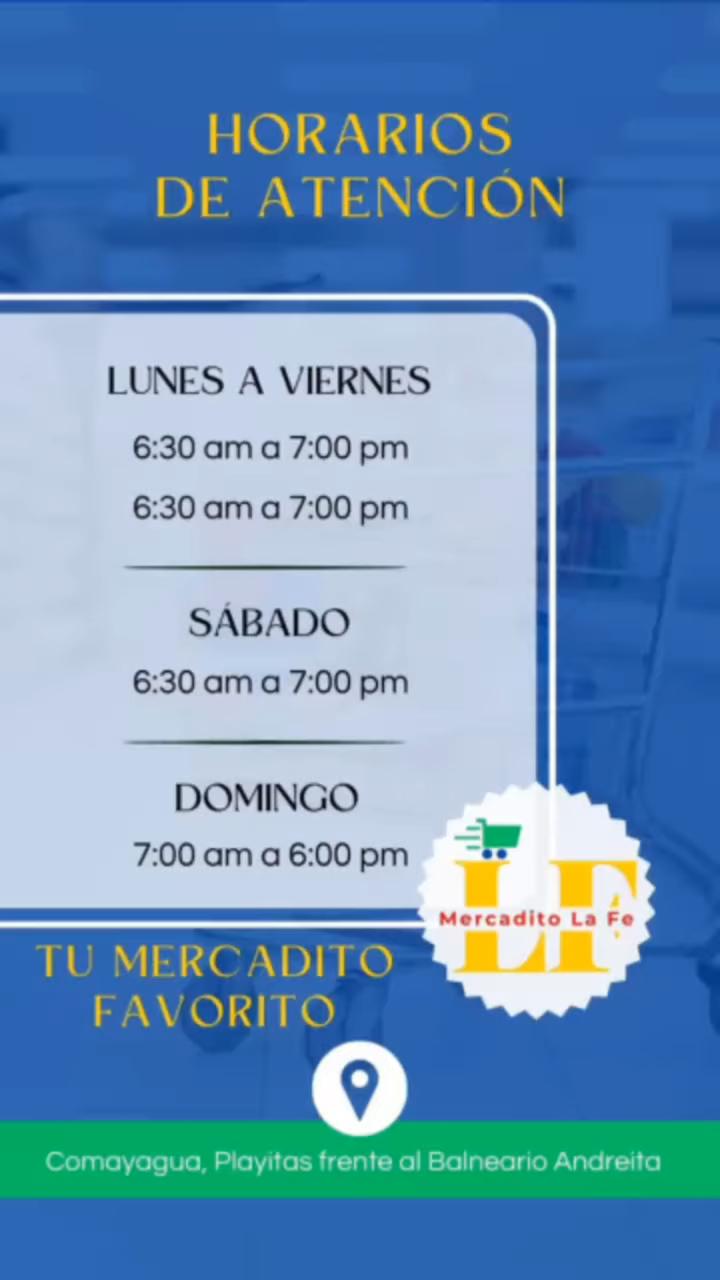 HORARIOS
DE ATENCIÓN
LUNES A VIERNES
6:30 am a 7:00 pm
6:30 am a 7:00 pm
SÁBADO
6:30 am a 7:00 pm
DOMINGO
7:00 am a 6:00 pm
LF
Mercadito La Fe
TU MERCADITO
FAVORITO
Comayagua, Playitas frente al Balneario Andreita